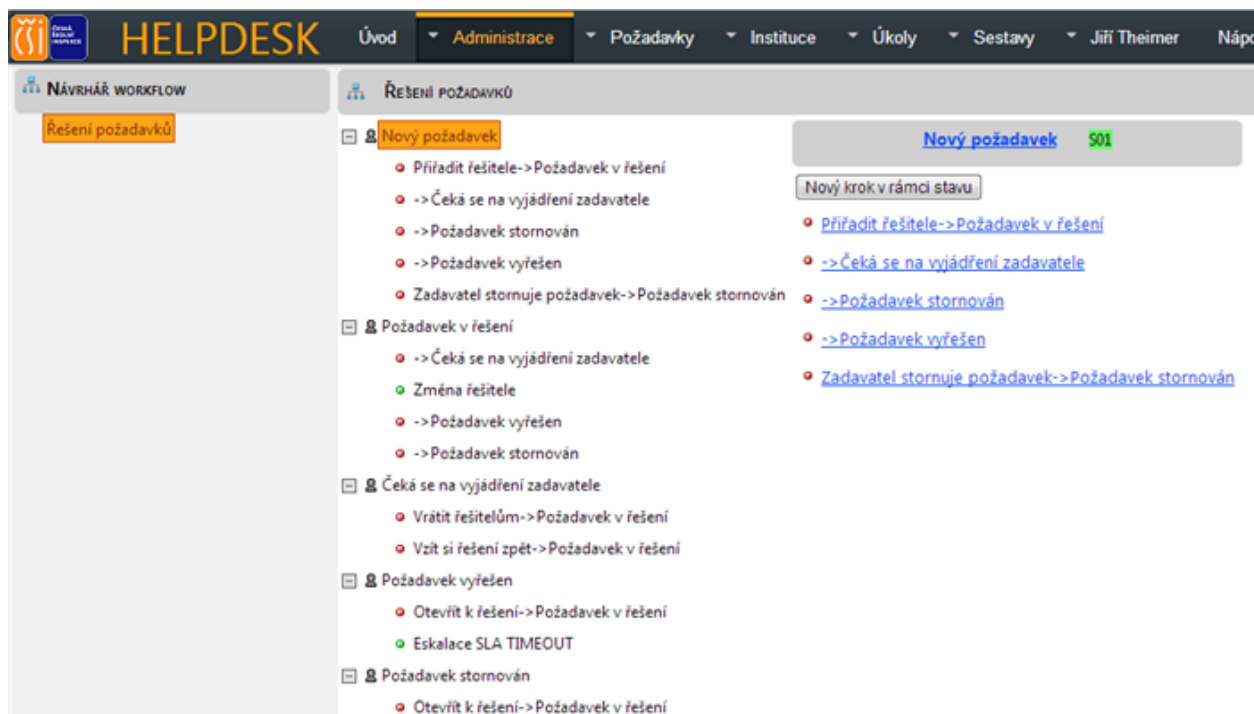 ČŠI ČESKÁ ŠKOLNÍ INSPEKCE HELPDESK Úvod Administrace Požadavky Instituce Úkoly Sestavy Jiří Theimer Nápo
Návrhář workflow
Řešení požadavků
Řešení požadavků
Nový požadavek
Přiřadit řešitele->Požadavek v řešení
->Čeká se na vyjádření zadavatele
->Požadavek stornován
->Požadavek vyřešen
Zadavatel stornuje požadavek->Požadavek stornován
Požadavek v řešení
->Čeká se na vyjádření zadavatele
Změna řešitele
->Požadavek vyřešen
->Požadavek stornován
Čeká se na vyjádření zadavatele
Vrátit řešitelům->Požadavek v řešení
Vzít si řešení zpět->Požadavek v řešení
Požadavek vyřešen
Otevřít k řešení->Požadavek v řešení
Eskalace SLA TIMEOUT
Požadavek stornován
Otevřít k řešení->Požadavek v řešení
Nový požadavek S01
Nový krok v rámci stavu
Přiřadit řešitele->Požadavek v řešení
->Čeká se na vyjádření zadavatele
->Požadavek stornován
->Požadavek vyřešen
Zadavatel stornuje požadavek->Požadavek stornován